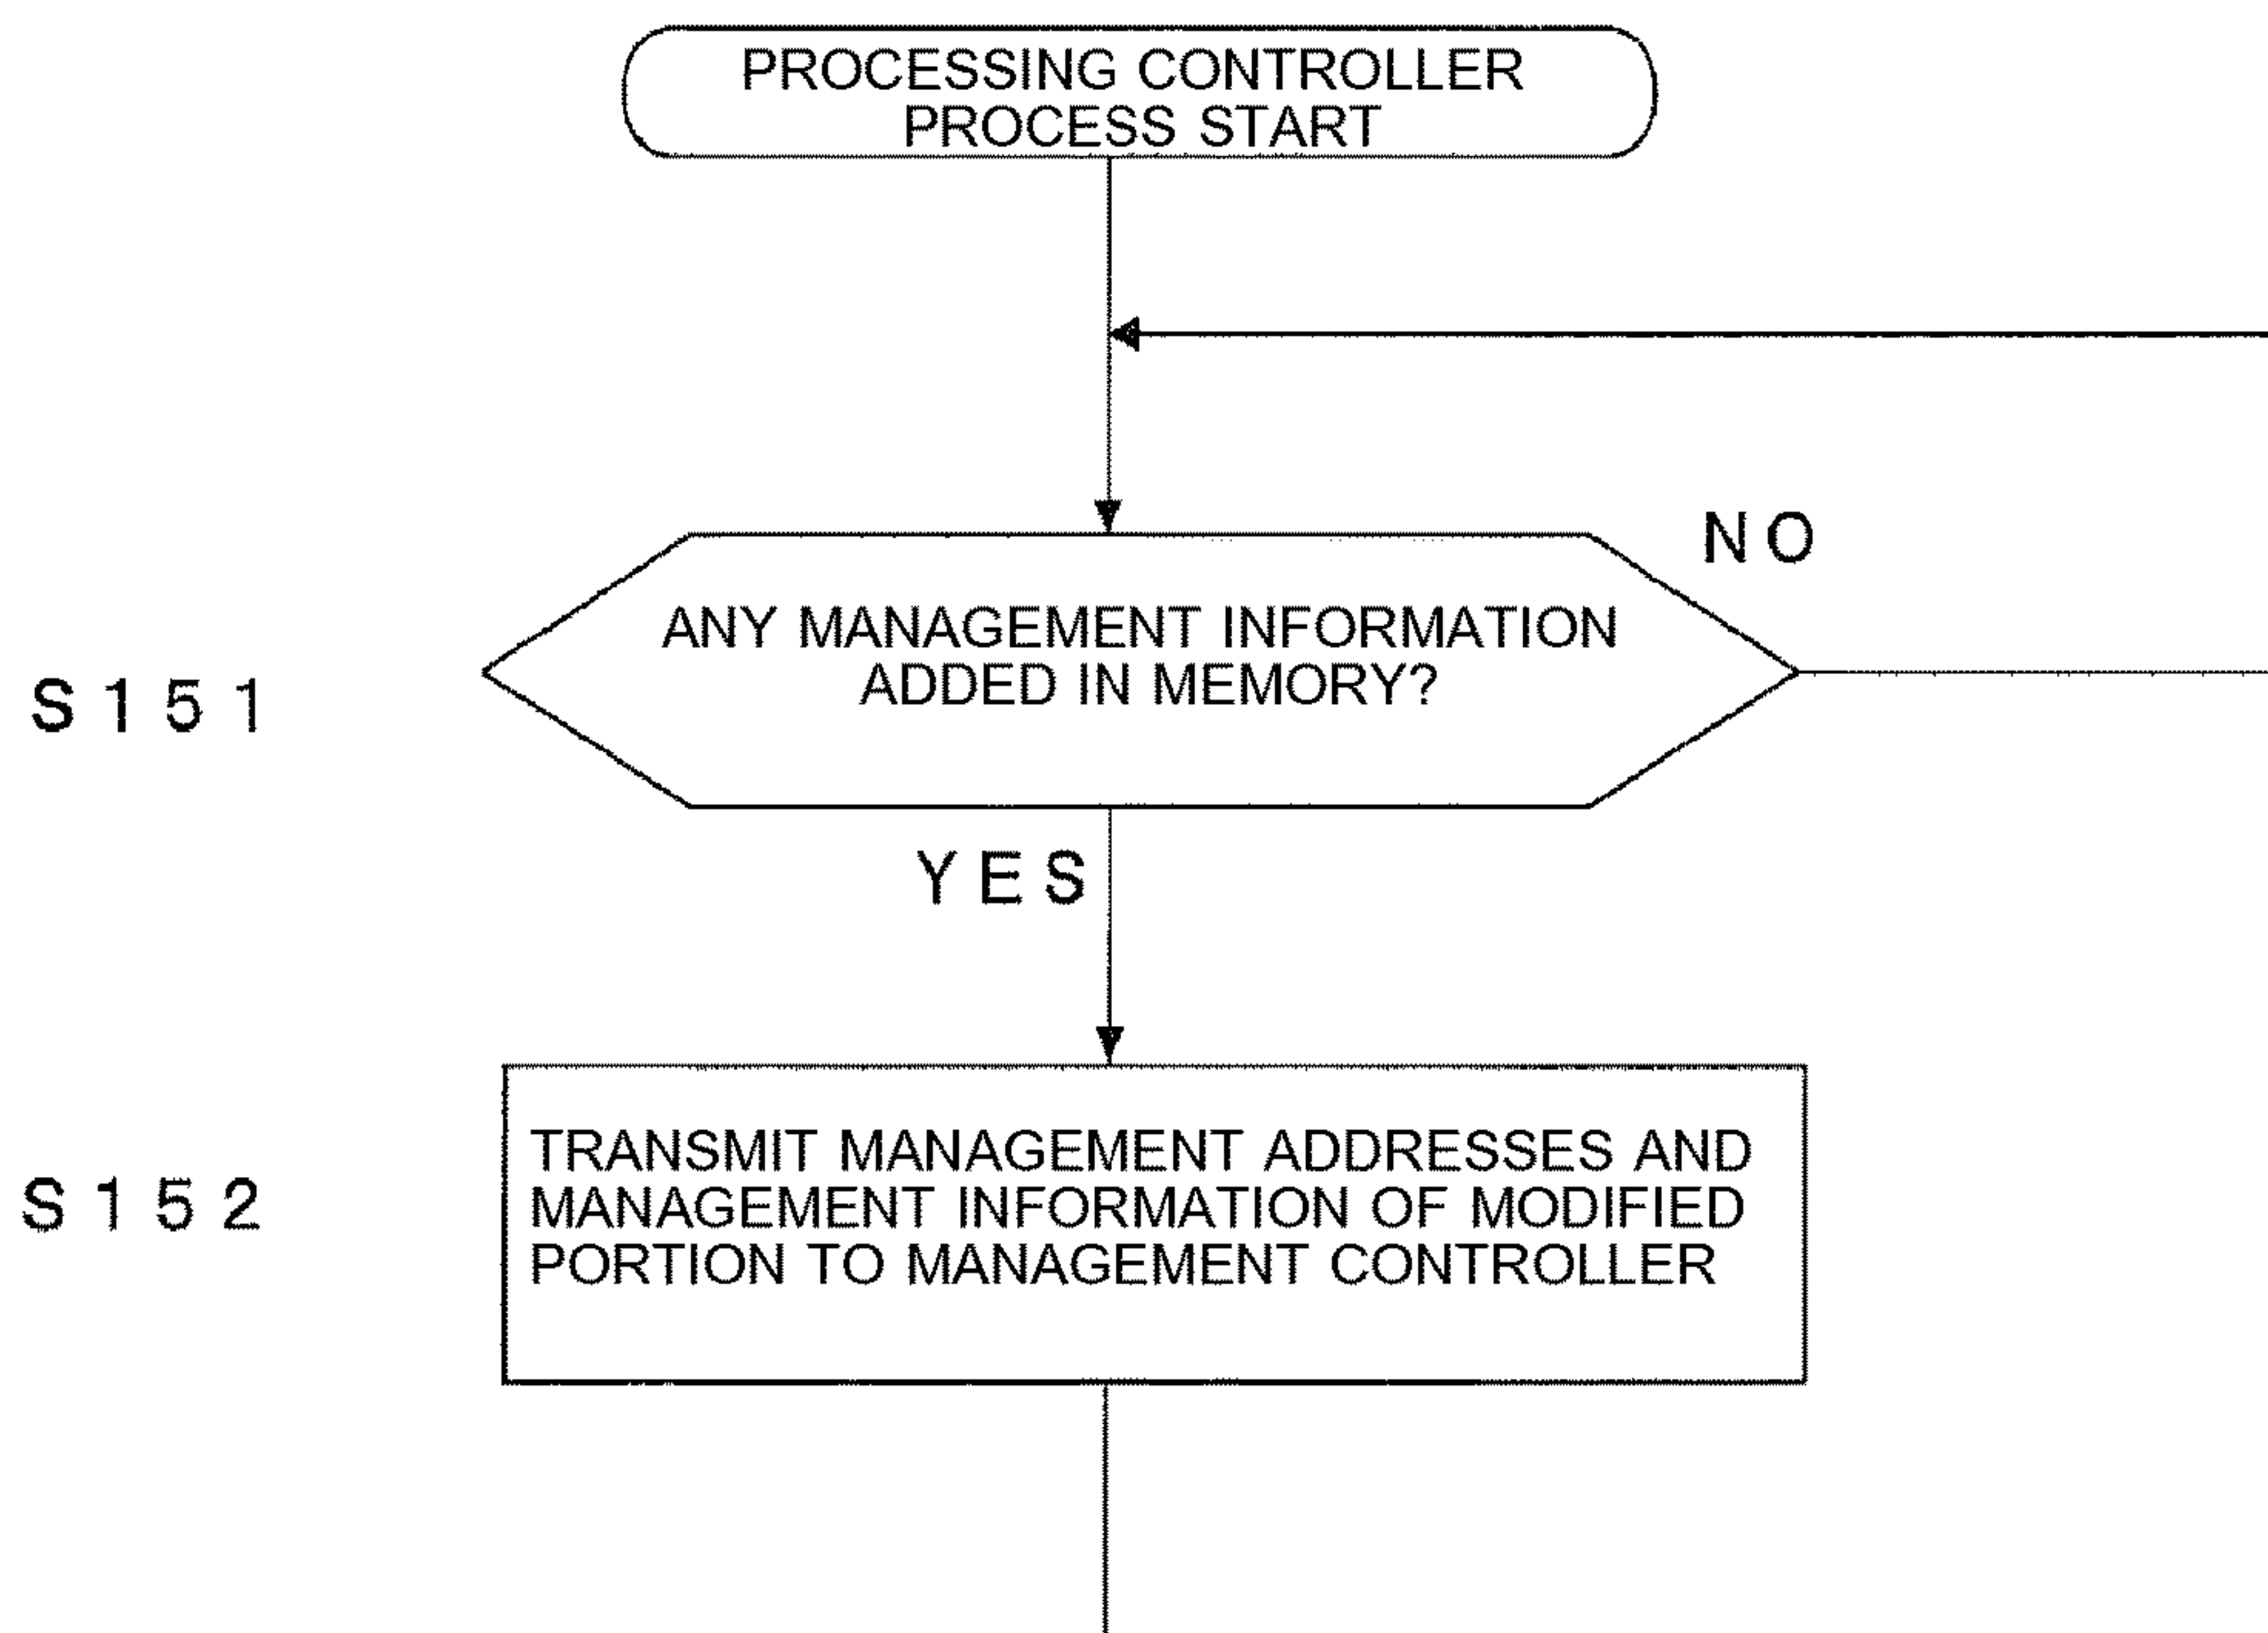 PROCESSING CONTROLLER
PROCESS START
NO
ANY MANAGEMENT INFORMATION
ADDED IN MEMORY?
S151
YES
TRANSMIT MANAGEMENT ADDRESSES AND
MANAGEMENT INFORMATION OF MODIFIED
PORTION TO MANAGEMENT CONTROLLER
S152